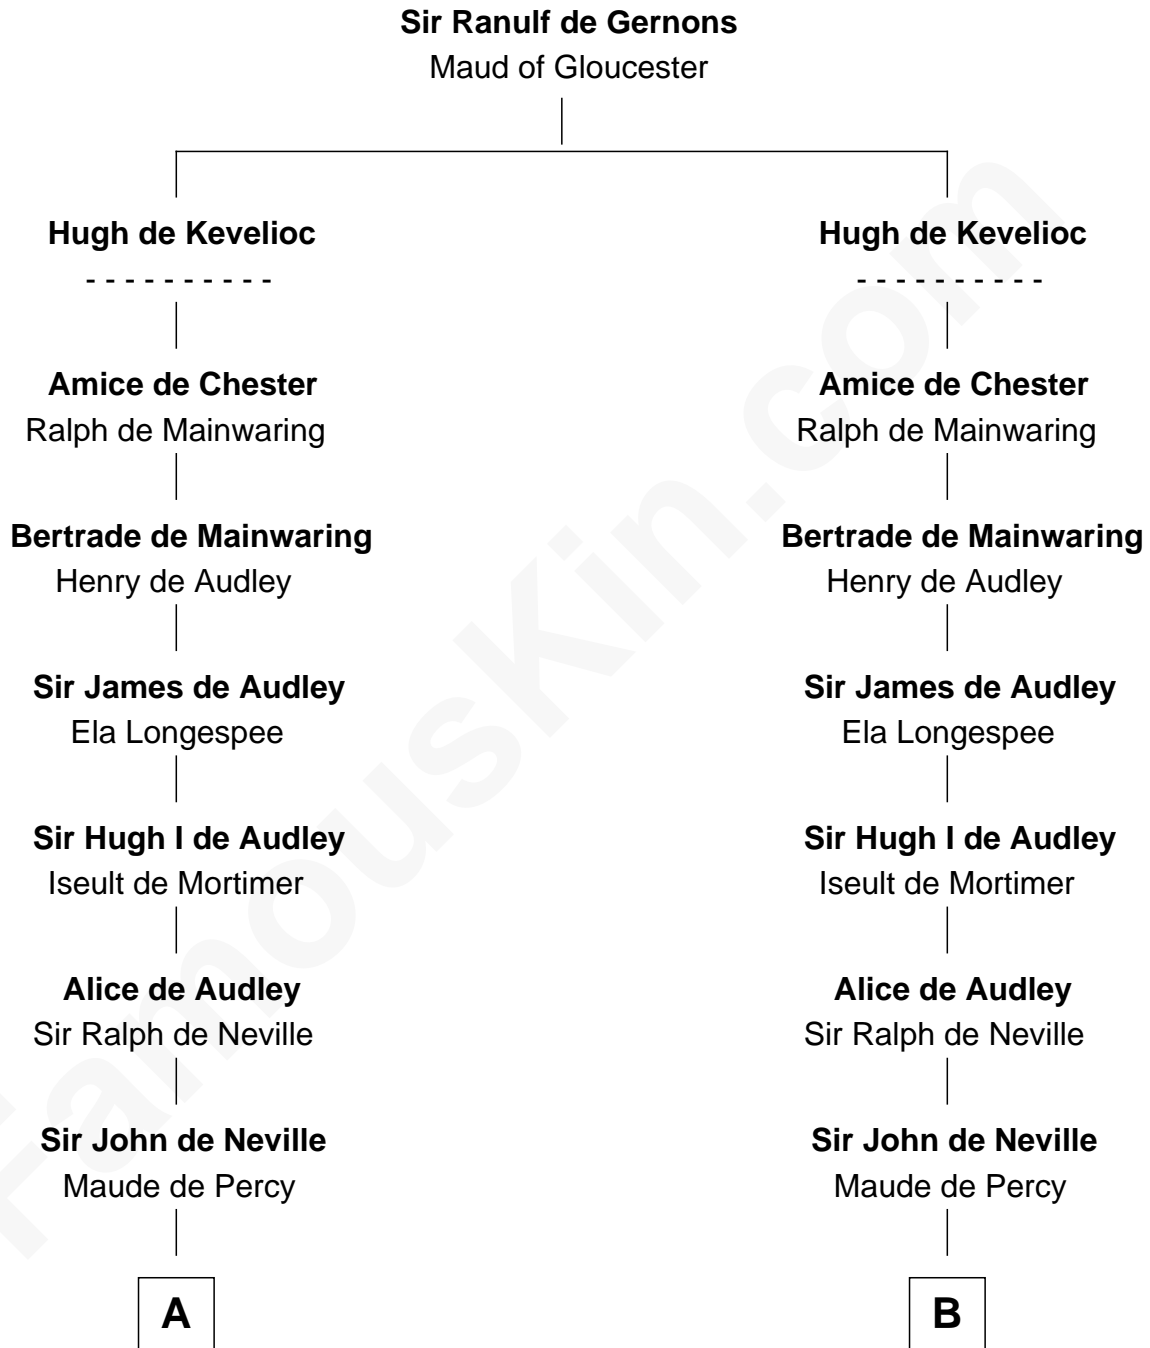 Sir Ranulf de Gernons
Maud of Gloucester
Hugh de Kevelioc
Hugh de Kevelioc
- - - - - - - - - -
- - - - - - - - - -
Amice de Chester
Amice de Chester
Ralph de Mainwaring
Ralph de Mainwaring
Bertrade de Mainwaring
Bertrade de Mainwaring
Henry de Audley
Henry de Audley
Sir James de Audley
Sir James de Audley
Ela Longespee
Ela Longespee
Sir Hugh I de Audley
Sir Hugh I de Audley
Iseult de Mortimer
Iseult de Mortimer
Alice de Audley
Alice de Audley
Sir Ralph de Neville
Sir Ralph de Neville
Sir John de Neville
Sir John de Neville
Maude de Percy
Maude de Percy
A
B
FamousKin.com